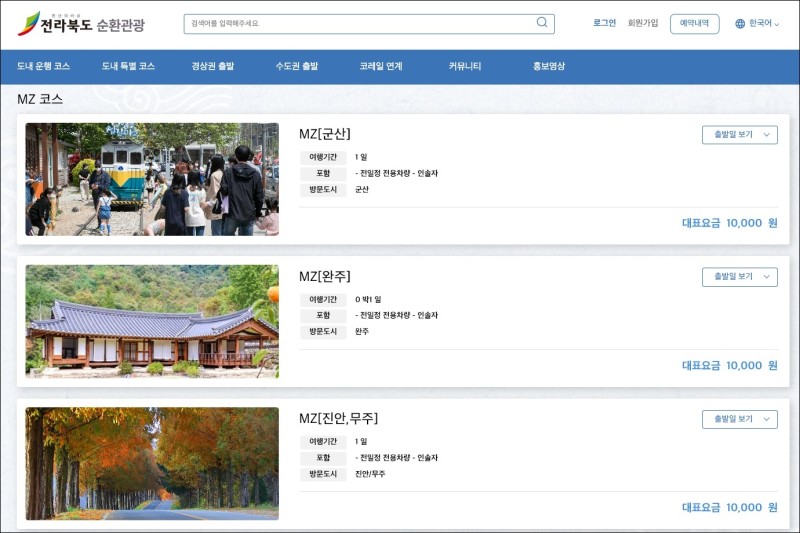 전라북도 순환관광
검색어를 입력해주세요.
로그인 회원가입 예약내역 한국어
도내 운행 코스 도내 특별 코스 경상권 출발 수도권 출발 코레일 연계 커뮤니티 홍보영상
MZ 코스
MZ[군산]
출발일 보기
여행기간 1 일
포함 - 전일정 전용차량 - 인솔자
방문도시 군산
대표요금 10,000 원
MZ[완주]
출발일 보기
여행기간 0 박1 일
포함 - 전일정 전용차량 - 인솔자
방문도시 완주
대표요금 10,000 원
MZ[진안,무주]
출발일 보기
여행기간 1 일
포함 - 전일정 전용차량 - 인솔자
방문도시 진안/무주
대표요금 10,000 원